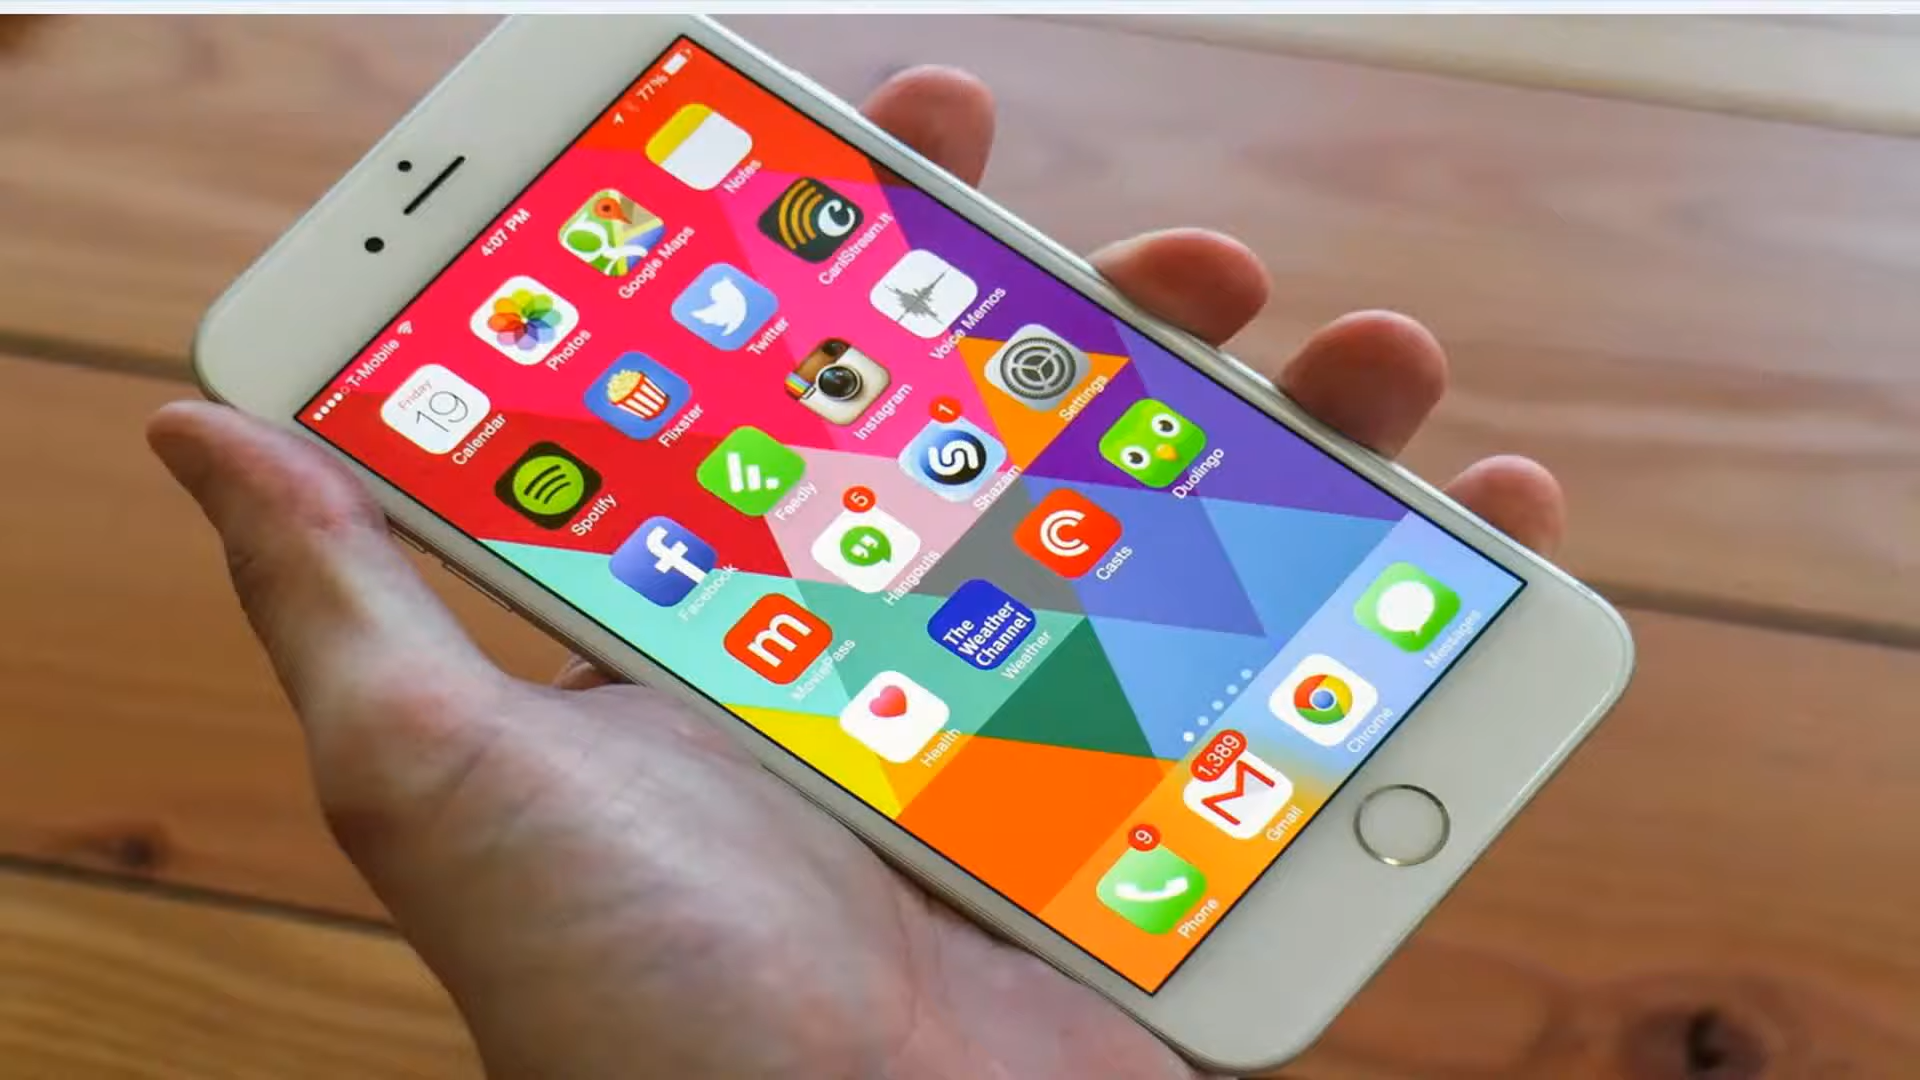 T-Mobile
4:07 PM
77%
Friday
19
Calendar
Photos
Google Maps
Notes
Spotify
Flixster
Twitter
CarilStream.It
Facebook
Feedly
Instagram
Voice Memos
m
MoviePass
5
Hangouts
1
Shazam
Settings
Health
The
Weather
Channel
Weather
Casts
Duolingo
9
Phone
1,389
Gmail
Chrome
Messages